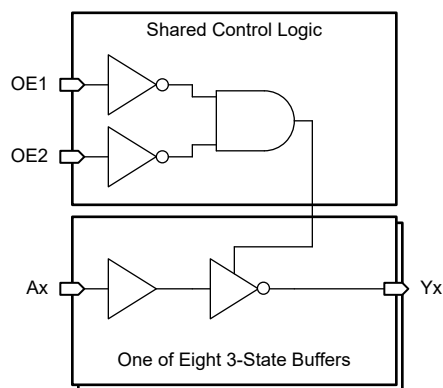 Shared Control Logic
OE1
OE2
Ax
Yx
One of Eight 3-State Buffers